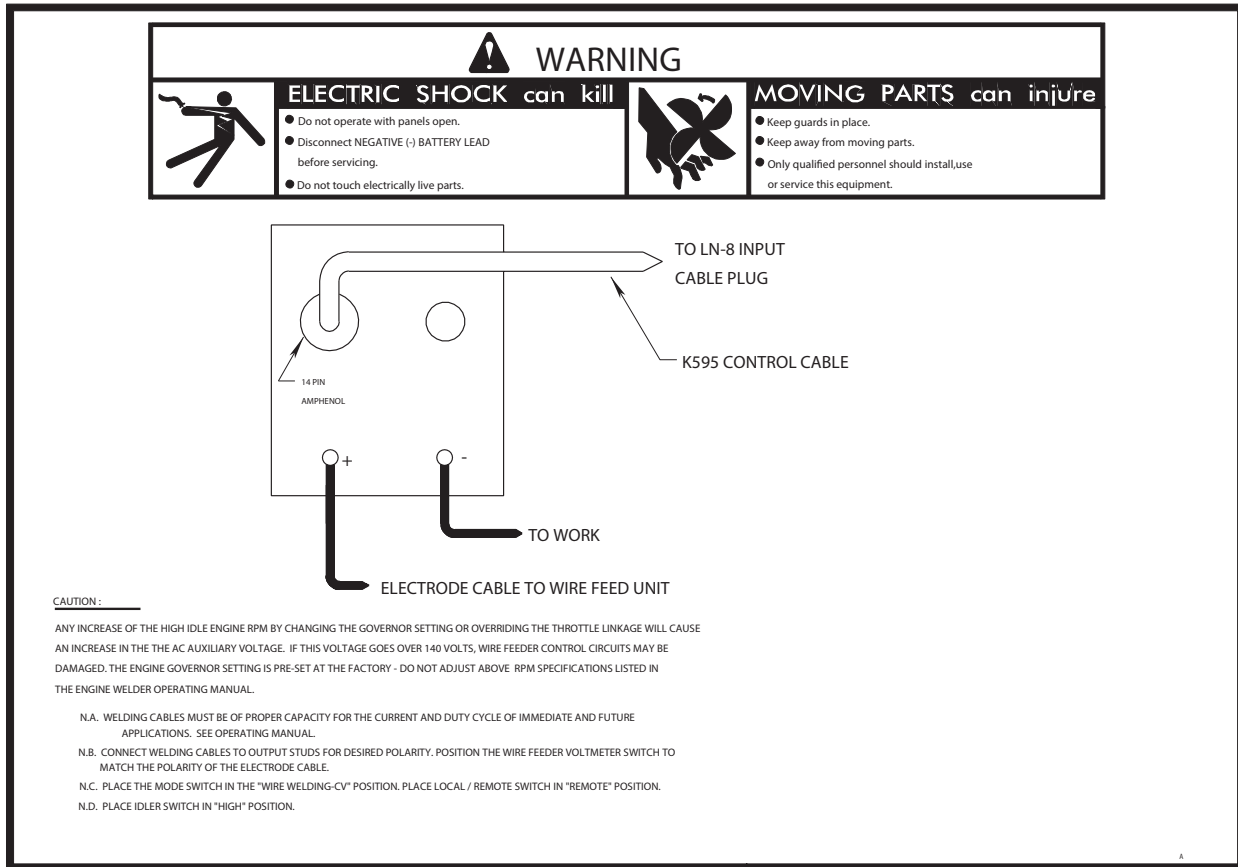 WARNING
ELECTRIC SHOCK can kill
● Do not operate with panels open.
● Disconnect NEGATIVE (-) BATTERY LEAD
before servicing.
● Do not touch electrically live parts.
MOVING PARTS can injure
● Keep guards in place.
● Keep away from moving parts.
● Only qualified personnel should install,use
or service this equipment.
TO LN-8 INPUT
CABLE PLUG
K595 CONTROL CABLE
14 PIN
AMPHENOL
+
-
TO WORK
ELECTRODE CABLE TO WIRE FEED UNIT
CAUTION :
ANY INCREASE OF THE HIGH IDLE ENGINE RPM BY CHANGING THE GOVERNOR SETTING OR OVERRIDING THE THROTTLE LINKAGE WILL CAUSE
AN INCREASE IN THE THE AC AUXILIARY VOLTAGE. IF THIS VOLTAGE GOES OVER 140 VOLTS, WIRE FEEDER CONTROL CIRCUITS MAY BE
DAMAGED. THE ENGINE GOVERNOR SETTING IS PRE-SET AT THE FACTORY - DO NOT ADJUST ABOVE RPM SPECIFICATIONS LISTED IN
THE ENGINE WELDER OPERATING MANUAL.
N.A. WELDING CABLES MUST BE OF PROPER CAPACITY FOR THE CURRENT AND DUTY CYCLE OF IMMEDIATE AND FUTURE
APPLICATIONS. SEE OPERATING MANUAL.
N.B. CONNECT WELDING CABLES TO OUTPUT STUDS FOR DESIRED POLARITY. POSITION THE WIRE FEEDER VOLTMETER SWITCH TO
MATCH THE POLARITY OF THE ELECTRODE CABLE.
N.C. PLACE THE MODE SWITCH IN THE "WIRE WELDING-CV" POSITION. PLACE LOCAL / REMOTE SWITCH IN "REMOTE" POSITION.
N.D. PLACE IDLER SWITCH IN "HIGH" POSITION.
A